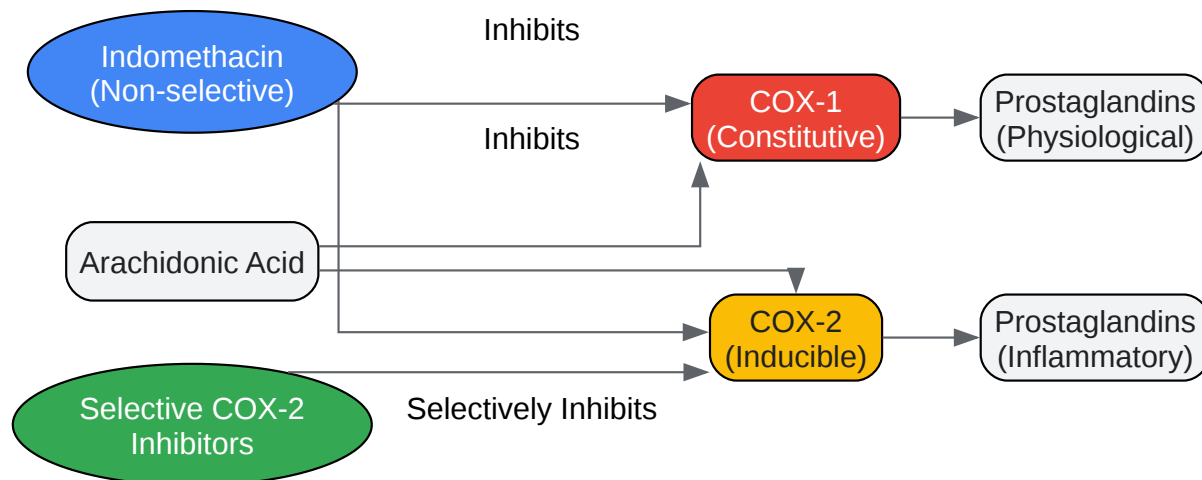 Inhibits
Indomethacin
(Non-selective)
COX-1
(Constitutive)
Prostaglandins
(Physiological)
Inhibits
Arachidonic Acid
COX-2
(Inducible)
Prostaglandins
(Inflammatory)
Selective COX-2
Inhibitors
Selectively Inhibits